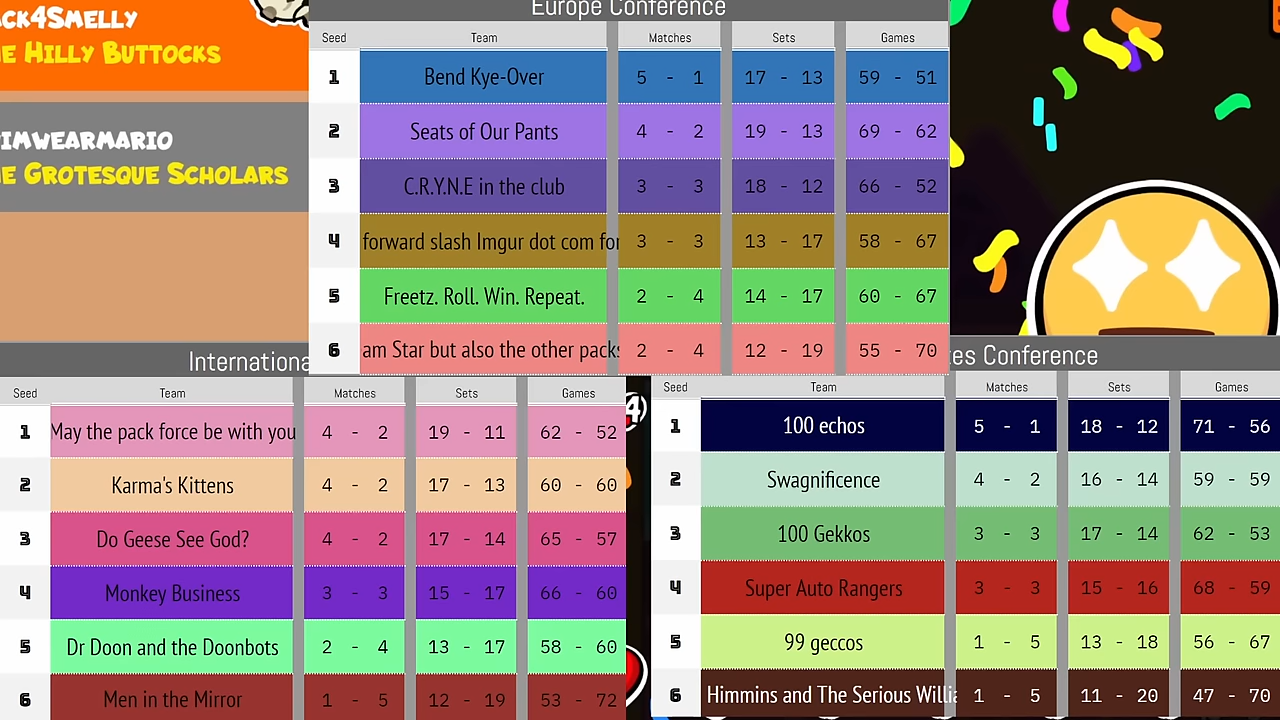 CK4SMELLY
E HILLY BUTTOCKS
IMWEARMARIO
E GROTESQUE SCHOLARS
Europe Conference
Seed Team Matches Sets Games
1 Bend Kye-Over 5 - 1 17 - 13 59 - 51
2 Seats of Our Pants 4 - 2 19 - 13 69 - 62
3 C.R.Y.N.E in the club 3 - 3 18 - 12 66 - 52
4 forward slash Imgur dot com for 3 - 3 13 - 17 58 - 67
5 Freetz. Roll. Win. Repeat. 2 - 4 14 - 17 60 - 67
6 am Star but also the other packs 2 - 4 12 - 19 55 - 70
Internationa
Seed Team Matches Sets Games
1 May the pack force be with you 4 - 2 19 - 11 62 - 52
2 Karma's Kittens 4 - 2 17 - 13 60 - 60
3 Do Geese See God? 4 - 2 17 - 14 65 - 57
4 Monkey Business 3 - 3 15 - 17 66 - 60
5 Dr Doon and the Doonbots 2 - 4 13 - 17 58 - 60
6 Men in the Mirror 1 - 5 12 - 19 53 - 72
4
es Conference
Seed Team Matches Sets Games
1 100 echos 5 - 1 18 - 12 71 - 56
2 Swagnificence 4 - 2 16 - 14 59 - 59
3 100 Gekkos 3 - 3 17 - 14 62 - 53
4 Super Auto Rangers 3 - 3 15 - 16 68 - 59
5 99 geccos 1 - 5 13 - 18 56 - 67
6 Himmins and The Serious Willia 1 - 5 11 - 20 47 - 70